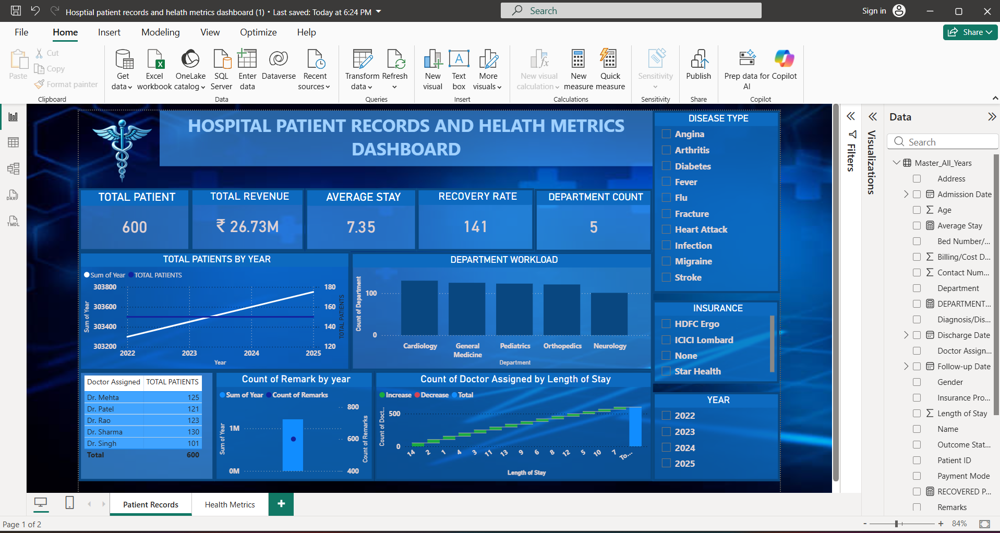 Hosptial patient records and helath metrics dashboard (1) • Last saved: Today at 6:24 PM
Search
Sign in
File
Home
Insert
Modeling
View
Optimize
Help
Share
Paste
Cut
Copy
Format painter
Clipboard
Get data
Excel workbook
OneLake catalog
SQL Server
Enter data
Dataverse
Recent sources
Data
Transform data
Refresh
Queries
New visual
Text box
More visuals
Insert
New visual calculation
New measure
Quick measure
Calculations
Sensitivity
Sensitivity
Publish
Share
Prep data for AI
Copilot
Copilot
DAX
TMDL
HOSPITAL PATIENT RECORDS AND HELATH METRICS
DASHBOARD
TOTAL PATIENT
600
TOTAL REVENUE
₹ 26.73M
AVERAGE STAY
7.35
RECOVERY RATE
141
DEPARTMENT COUNT
5
TOTAL PATIENTS BY YEAR
Sum of Year
TOTAL PATIENTS
303800
303600
303400
303200
Sum of Year
180
160
140
120
TOTAL PATIENTS
2022
2023
2024
2025
Year
DEPARTMENT WORKLOAD
Count of Department
100
0
Cardiology
General Medicine
Pediatrics
Orthopedics
Neurology
Department
Doctor Assigned TOTAL PATIENTS
Dr. Mehta 125
Dr. Patel 121
Dr. Rao 123
Dr. Sharma 130
Dr. Singh 101
Total 600
Count of Remark by year
Sum of Year
Count of Remarks
Sum of Year
1M
0M
800
600
400
Count of Remarks
Count of Doctor Assigned by Length of Stay
Increase
Decrease
Total
Count of Doct...
500
0
14 2 1 4 3 11 13 9 6 8 12 5 10 7 To...
Length of Stay
DISEASE TYPE
Angina
Arthritis
Diabetes
Fever
Flu
Fracture
Heart Attack
Infection
Migraine
Stroke
INSURANCE
HDFC Ergo
ICICI Lombard
None
Star Health
YEAR
2022
2023
2024
2025
Filters
Visualizations
Data
Search
Master_All_Years
Address
Admission Date
Age
Average Stay
Bed Number/...
Billing/Cost D...
Contact Num...
Department
DEPARTMENT...
Diagnosis/Dis...
Discharge Date
Doctor Assign...
Follow-up Date
Gender
Insurance Pro...
Length of Stay
Name
Outcome Stat...
Patient ID
Payment Mode
RECOVERED P...
Remarks
Patient Records
Health Metrics
Page 1 of 2
- + 84%